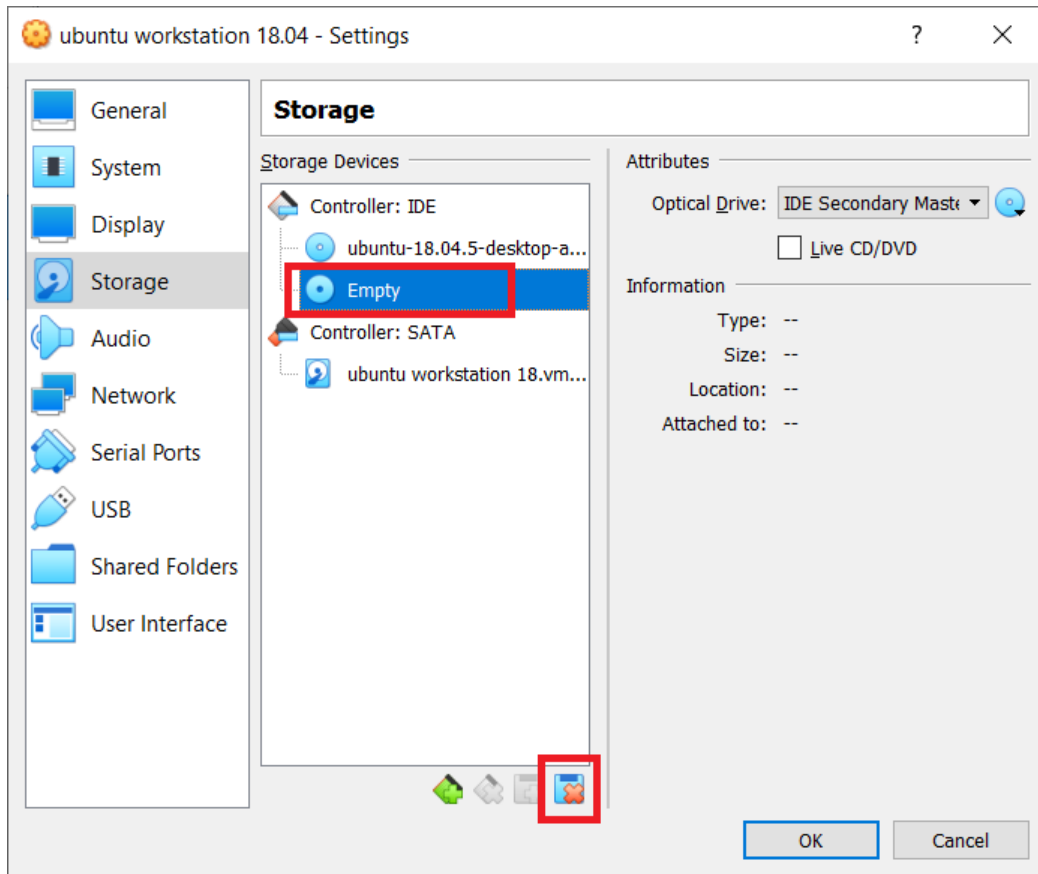 ubuntu workstation 18.04 - Settings
?
General
System
Display
Storage
Audio
Network
Serial Ports
USB
Shared Folders
User Interface
Storage
Storage Devices
Controller: IDE
ubuntu-18.04.5-desktop-a...
Empty
Controller: SATA
ubuntu workstation 18.vm...
Attributes
Optical Drive: IDE Secondary Maste
Live CD/DVD
Information
Type: --
Size: --
Location: --
Attached to: --
OK
Cancel